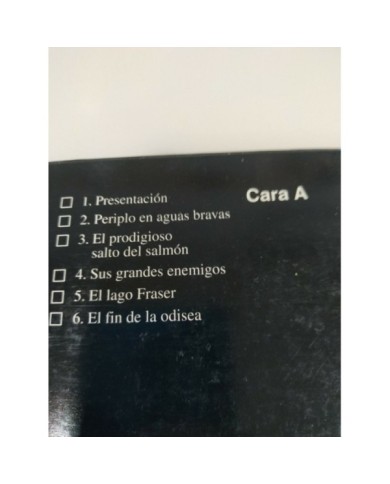 Cara A
1. Presentación
2. Periplo en aguas bravas
3. El prodigioso
salto del salmón
4. Sus grandes enemigos
5. El lago Fraser
6. El fin de la odisea